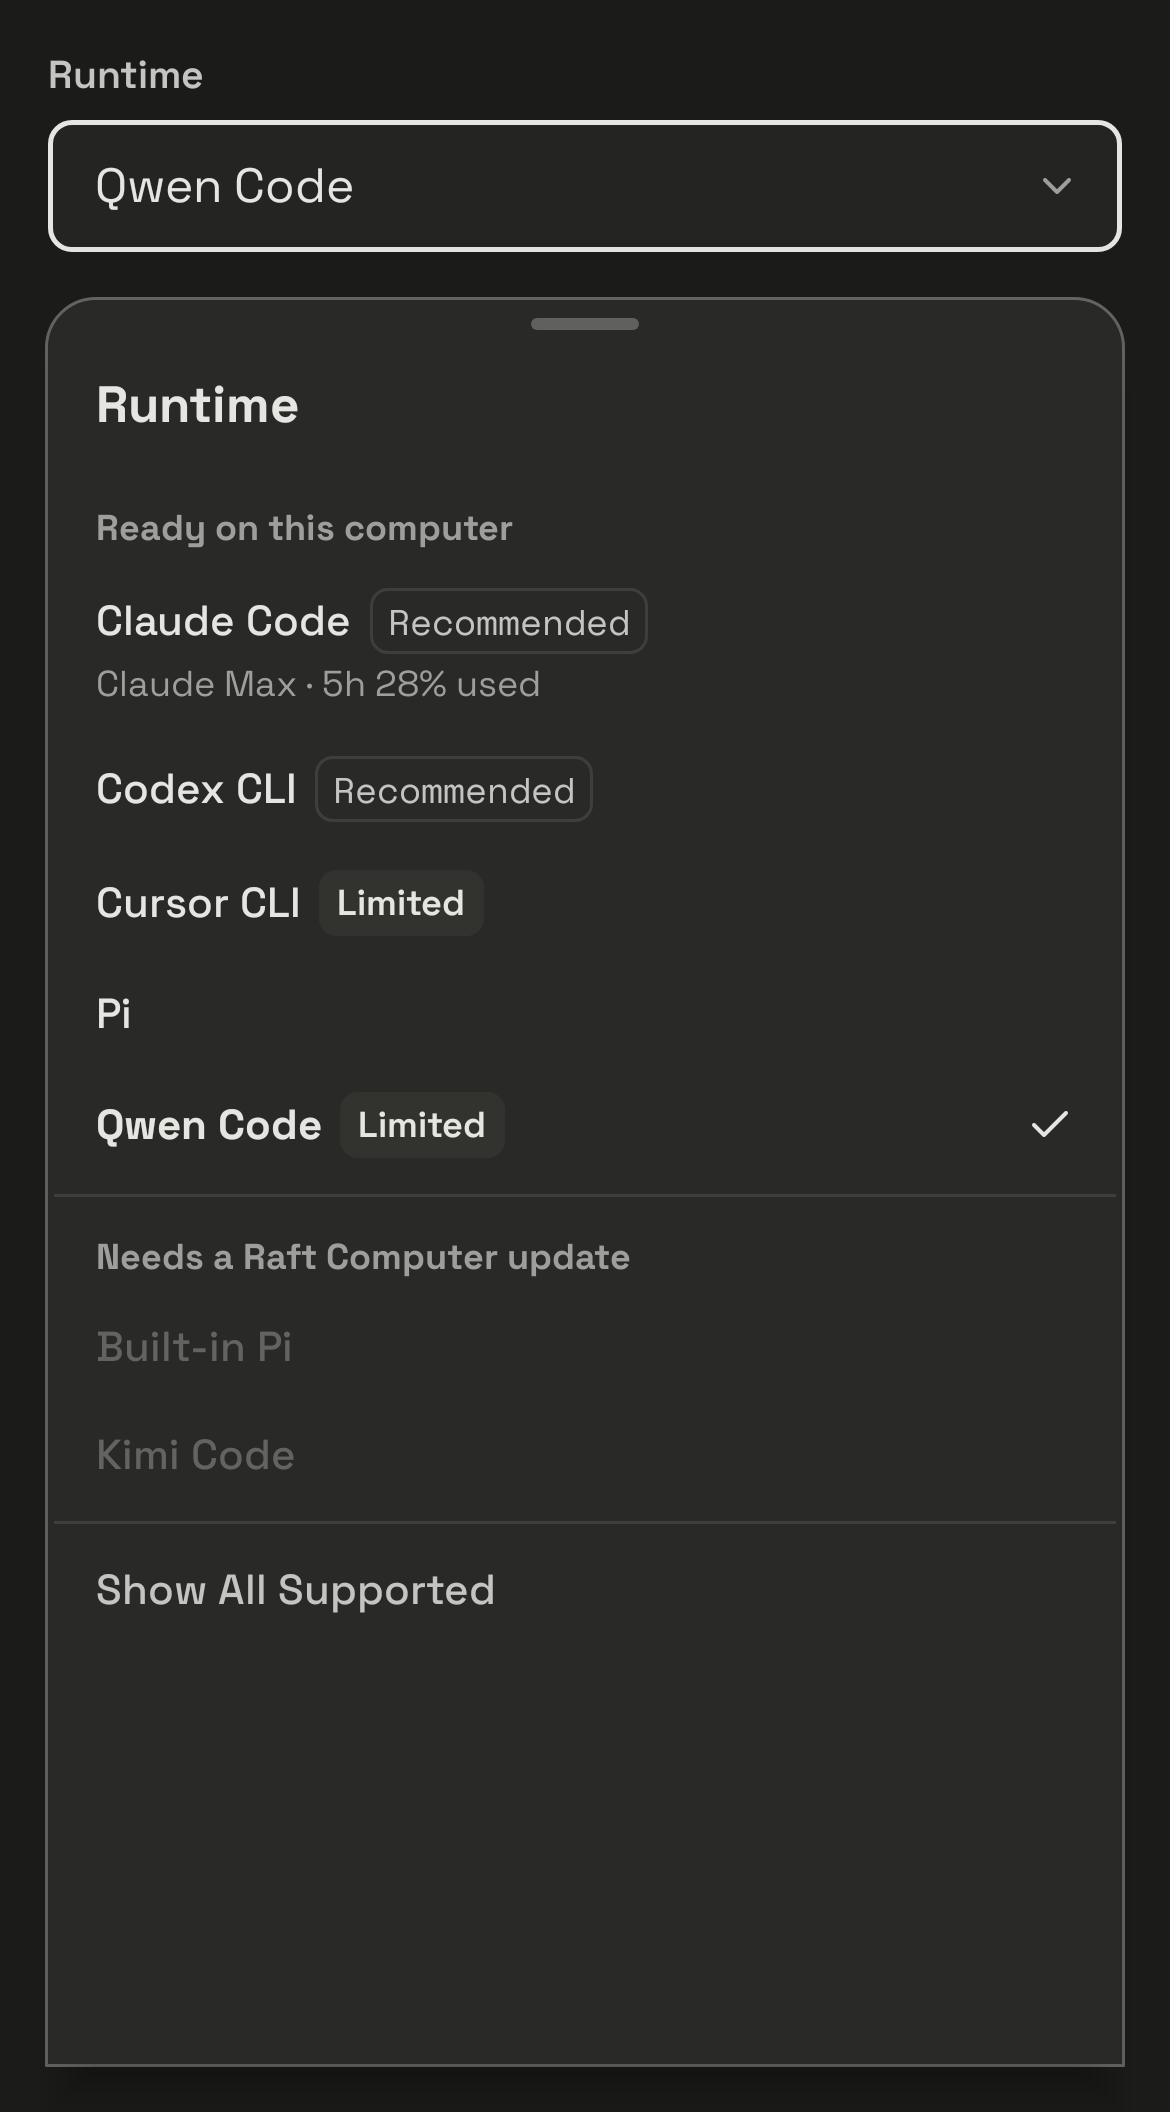 Runtime
Qwen Code
Runtime
Ready on this computer
Claude Code Recommended
Claude Max · 5h 28% used
Codex CLI Recommended
Cursor CLI Limited
Pi
Qwen Code Limited
Needs a Raft Computer update
Built-in Pi
Kimi Code
Show All Supported